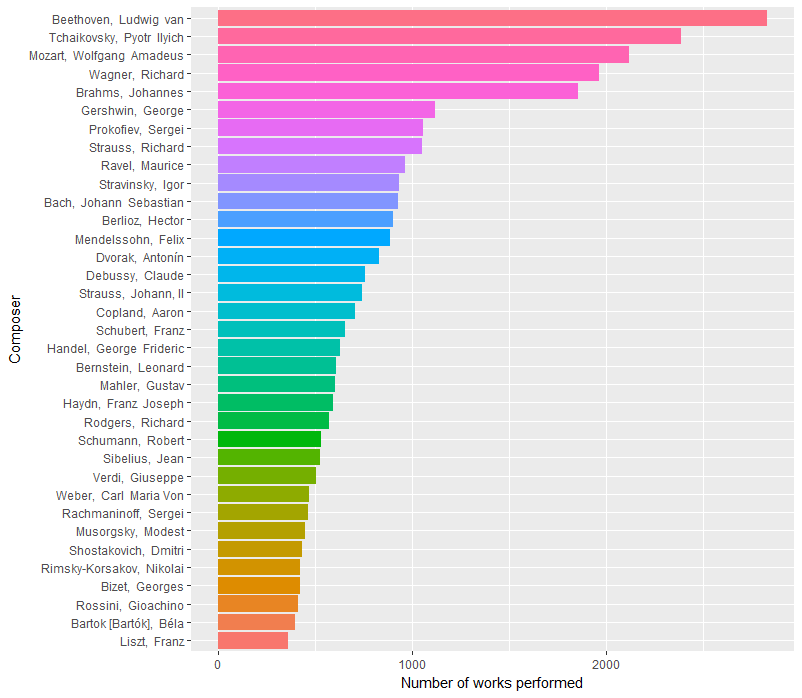 Composer
Beethoven, Ludwig van
Tchaikovsky, Pyotr Ilyich
Mozart, Wolfgang Amadeus
Wagner, Richard
Brahms, Johannes
Gershwin, George
Prokofiev, Sergei
Strauss, Richard
Ravel, Maurice
Stravinsky, Igor
Bach, Johann Sebastian
Berlioz, Hector
Mendelssohn, Felix
Dvorak, Antonín
Debussy, Claude
Strauss, Johann, II
Copland, Aaron
Schubert, Franz
Handel, George Frideric
Bernstein, Leonard
Mahler, Gustav
Haydn, Franz Joseph
Rodgers, Richard
Schumann, Robert
Sibelius, Jean
Verdi, Giuseppe
Weber, Carl Maria Von
Rachmaninoff, Sergei
Musorgsky, Modest
Shostakovich, Dmitri
Rimsky-Korsakov, Nikolai
Bizet, Georges
Rossini, Gioachino
Bartok [Bartók], Béla
Liszt, Franz
0 1000 2000
Number of works performed